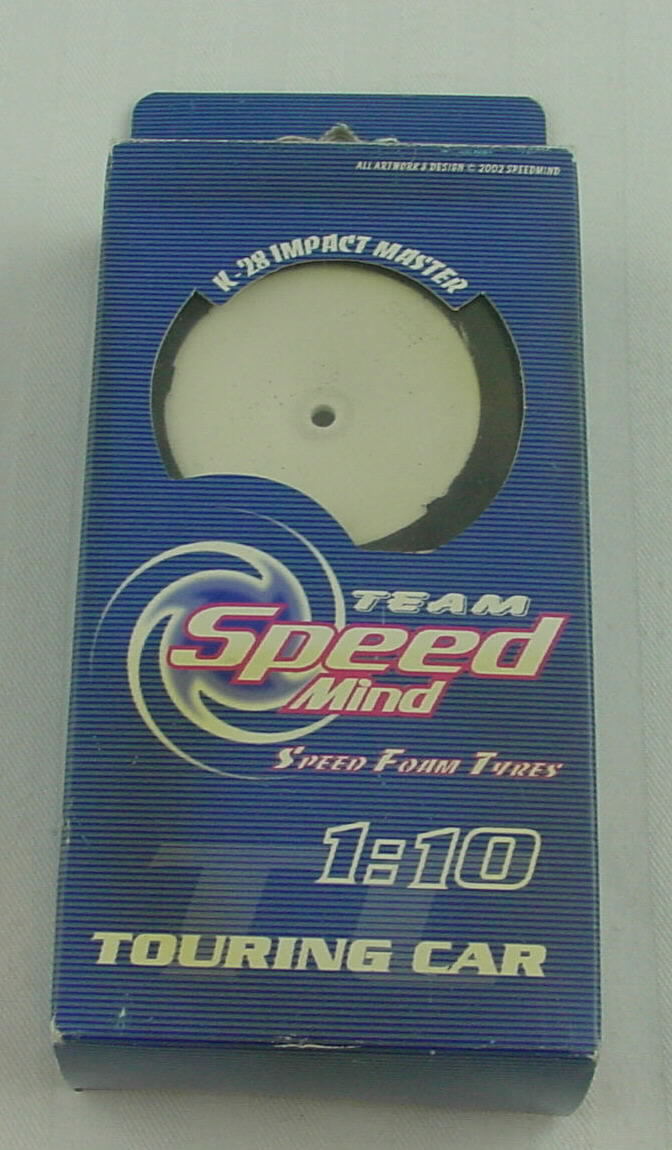 ALL ARTWORK & DESIGN © 2002 SPEEDMIND
K-28 IMPACT MASTER
TEAM
Speed
Mind
SPEED FOAM TYRES
1:10
TOURING CAR